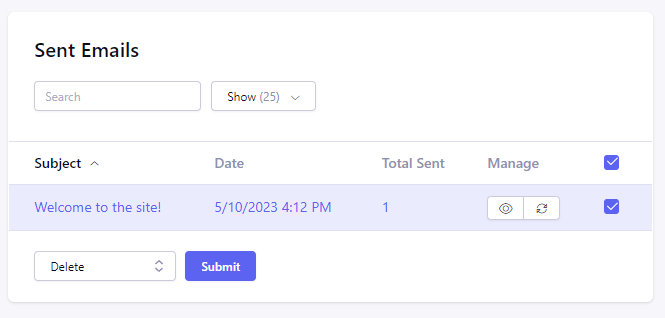 Sent Emails
Search
Show (25)
Subject Date Total Sent Manage
Welcome to the site! 5/10/2023 4:12 PM 1
Delete Submit